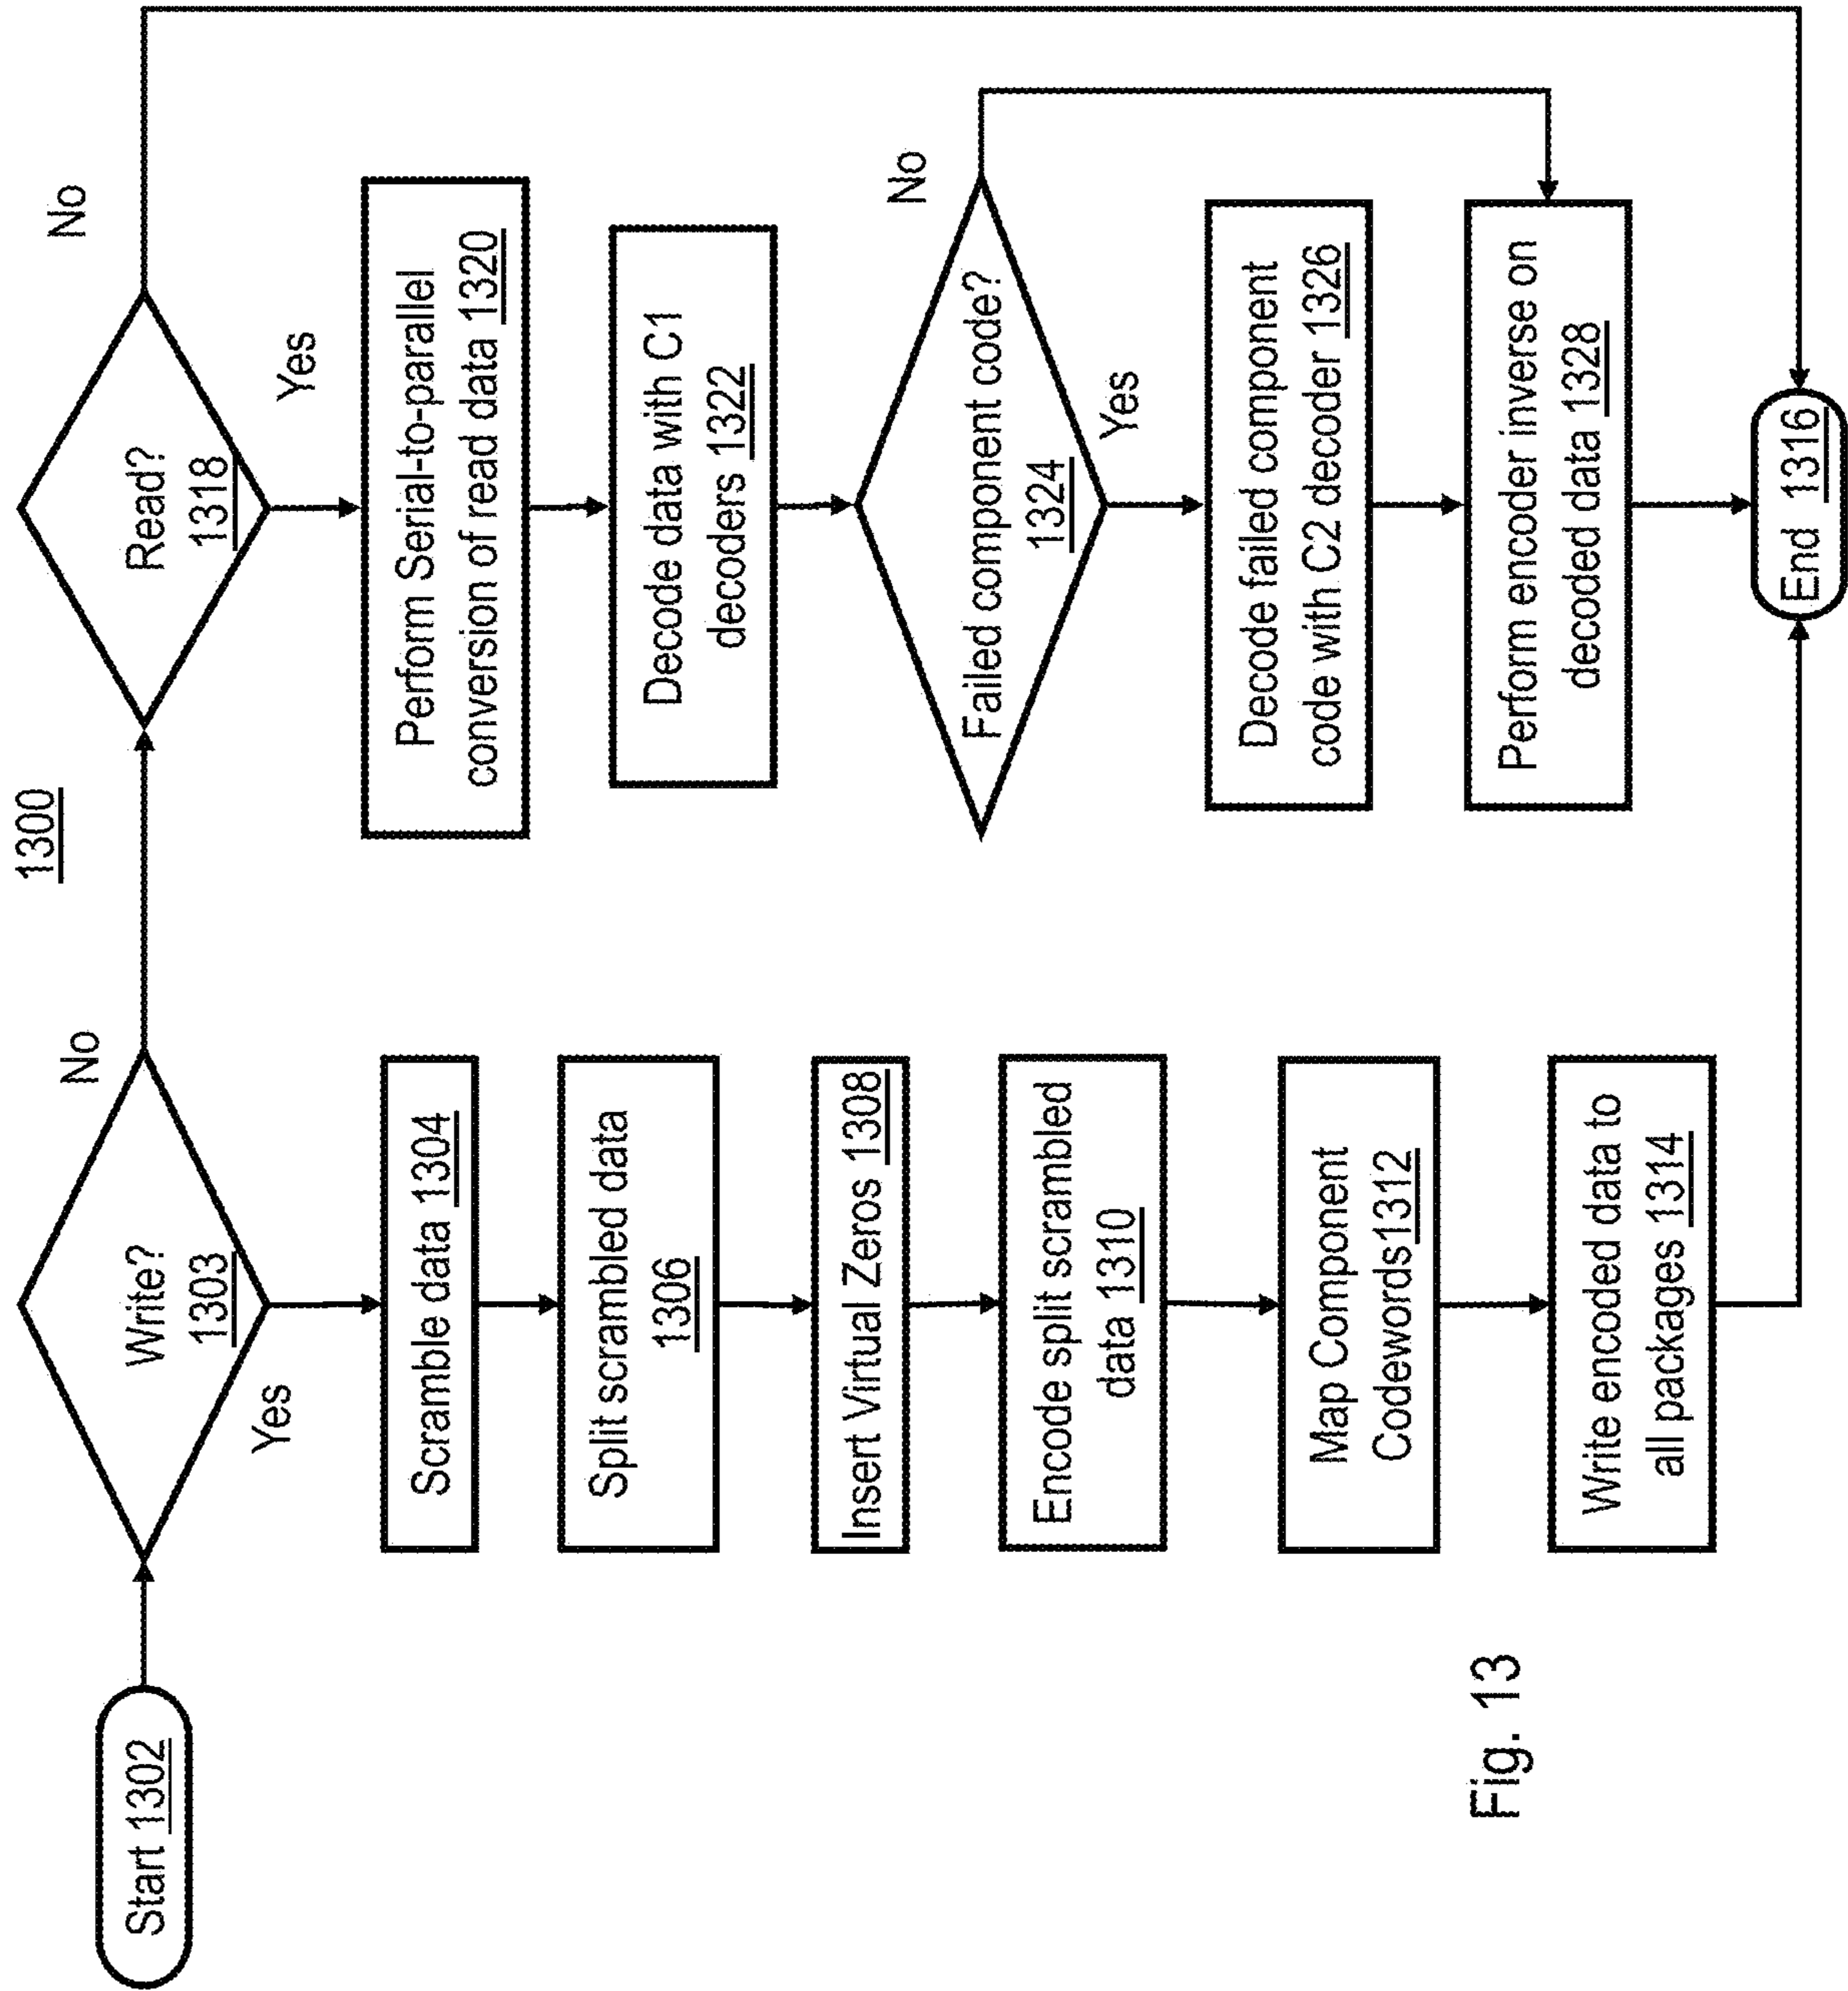 1300
Start 1302
Write?
1303
No
Yes
Scramble data 1304
Split scrambled data
1306
Insert Virtual Zeros 1308
Encode split scrambled
data 1310
Map Component
Codewords1312
Write encoded data to
all packages 1314
Read?
1318
No
Yes
Perform Serial-to-parallel
conversion of read data 1320
Decode data with C1
decoders 1322
Failed component code?
1324
No
Yes
Decode failed component
code with C2 decoder 1326
Perform encoder inverse on
decoded data 1328
End 1316
Fig. 13